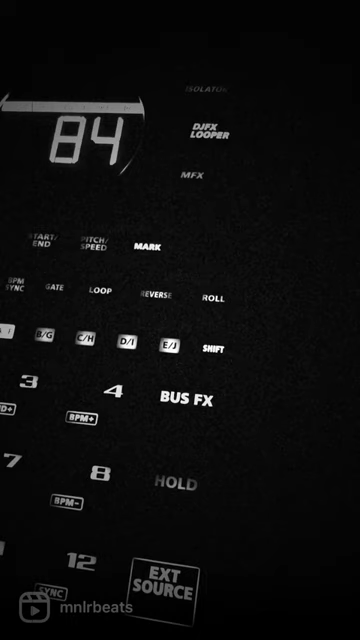 ISOLATOR
84
DJFX
LOOPER
MFX
START/
END
PITCH/
SPEED
MARK
BPM
SYNC
GATE
LOOP
REVERSE
ROLL
B/G
C/H
D/I
E/J
SHIFT
3
4
BUS FX
BPM+
7
8
HOLD
BPM-
12
EXT
SOURCE
SYNC
mnlrbeats